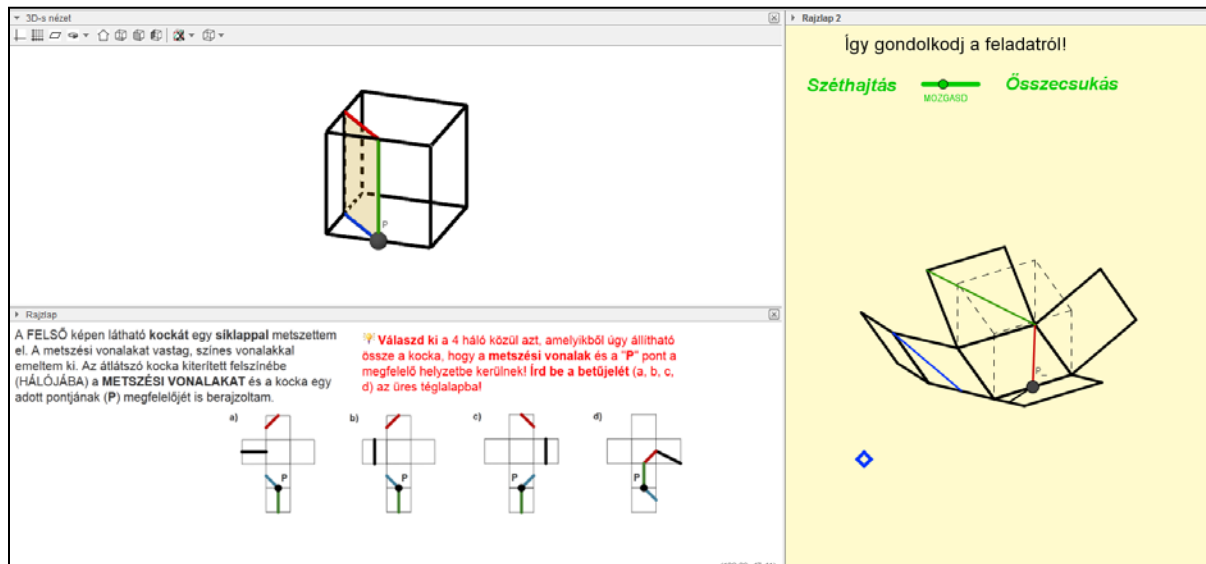 3D-s nézet
P
Rajzlap
A FELSŐ képen látható kockát egy síklappal metszettem
el. A metszési vonalakat vastag, színes vonalakkal
emeltem ki. Az átlátszó kocka kiterített felszínébe
(HÁLÓJÁBA) a METSZÉSI VONALAKAT és a kocka egy
adott pontjának (P) megfelelőjét is berajzoltam.
Válaszd ki a 4 háló közül azt, amelyikből úgy állítható
össze a kocka, hogy a metszési vonalak és a "P" pont a
megfelelő helyzetbe kerülnek! Írd be a betűjelét (a, b, c,
d) az üres téglalapba!
a) b) c) d)
P P P P
Rajzlap 2
Így gondolkodj a feladatról!
Széthajtás Összecsukás
MOZGASD
P